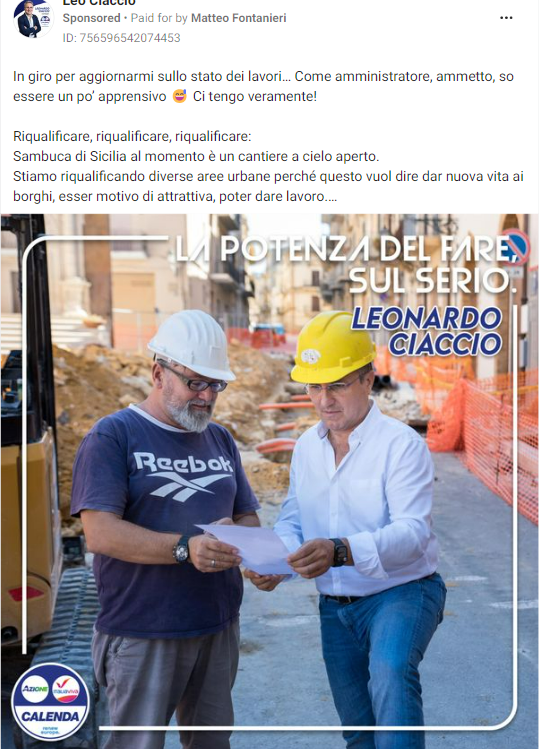 Leo Ciaccio
Sponsored • Paid for by Matteo Fontanieri
ID: 756596542074453
In giro per aggiornarmi sullo stato dei lavori... Come amministratore, ammetto, so
essere un po’ apprensivo 😅 Ci tengo veramente!
Riqualificare, riqualificare, riqualificare:
Sambuca di Sicilia al momento è un cantiere a cielo aperto.
Stiamo riqualificando diverse aree urbane perché questo vuol dire dar nuova vita ai
borghi, esser motivo di attrattiva, poter dare lavoro....
LA POTENZA DEL FARE,
SUL SERIO.
LEONARDO
CIACCIO
Reebok
AZIONE
ITALIA VIVA
CALENDA
renew
europe.